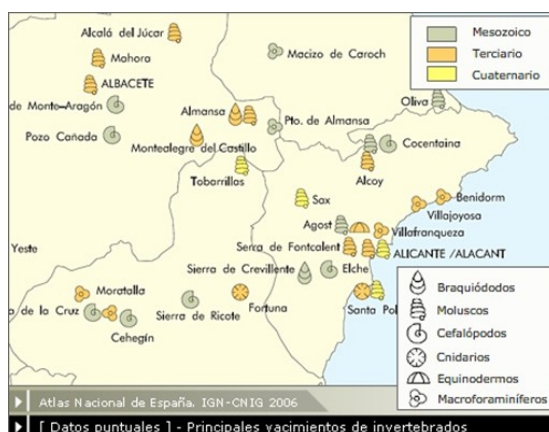 Alcalá del Júcar
Mahora
ALBACETE
Macizo de Caroch
Mesozoico
Terciario
Cuaternario
de Monte-Aragón
Almansa
Pto. de Almansa
Oliva
Pozo Cañada
Montealegre del Castillo
Cocentaina
Tobarrillas
Alcoy
Sax
Benidorm
Villajoyosa
Agost
Villafranqueza
Yeste
Serra de Fontcalent
ALICANTE /ALACANT
Sierra de Crevillente
Elche
Moratalla
de la Cruz
Cehegín
Sierra de Ricote
Fortuna
Santa Pol
Braquiódodos
Moluscos
Cefalópodos
Cnidarios
Equinodermos
Macroforaminíferos
Atlas Nacional de España. IGN-CNIG 2006
[ Datos puntuales ] - Principales yacimientos de invertebrados